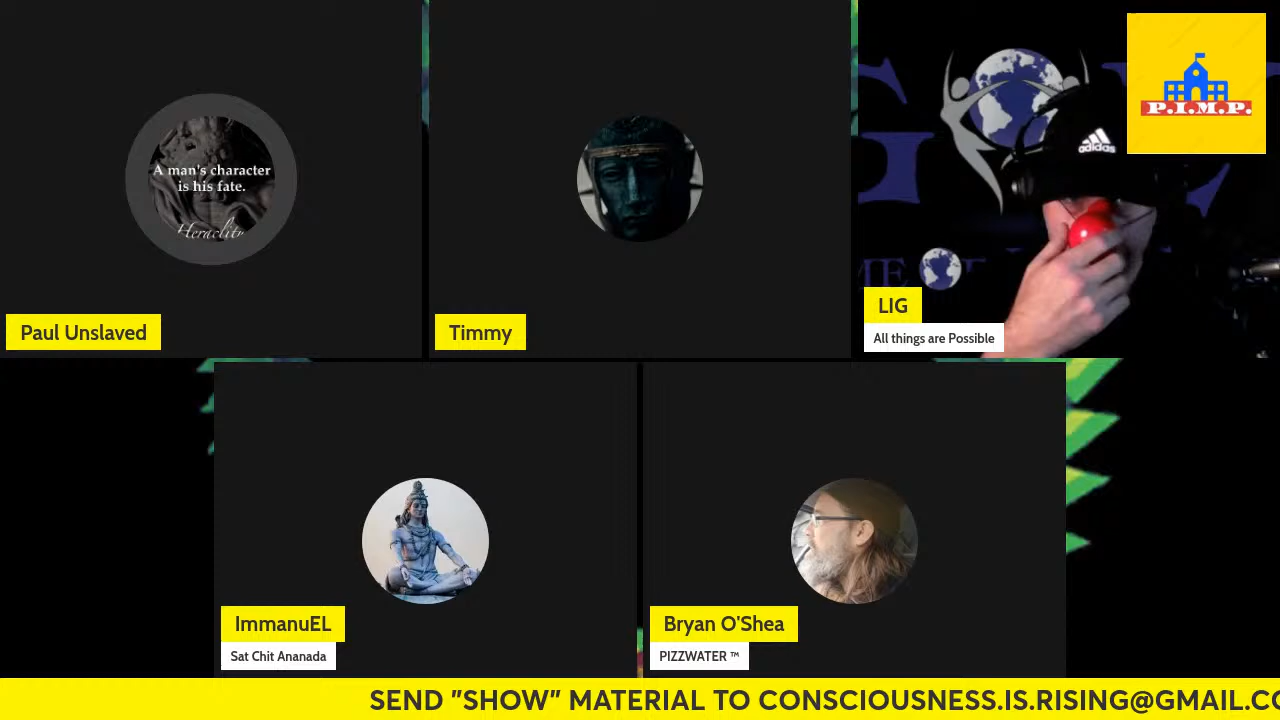 A man's character
is his fate.
Paul Unslaved
Timmy
adidas
P.I.M.P.
LIG
All things are Possible
ImmanuEL
Sat Chit Ananada
Bryan O'Shea
PIZZWATER ™
SEND "SHOW" MATERIAL TO CONSCIOUSNESS.IS.RISING@GMAIL.CO